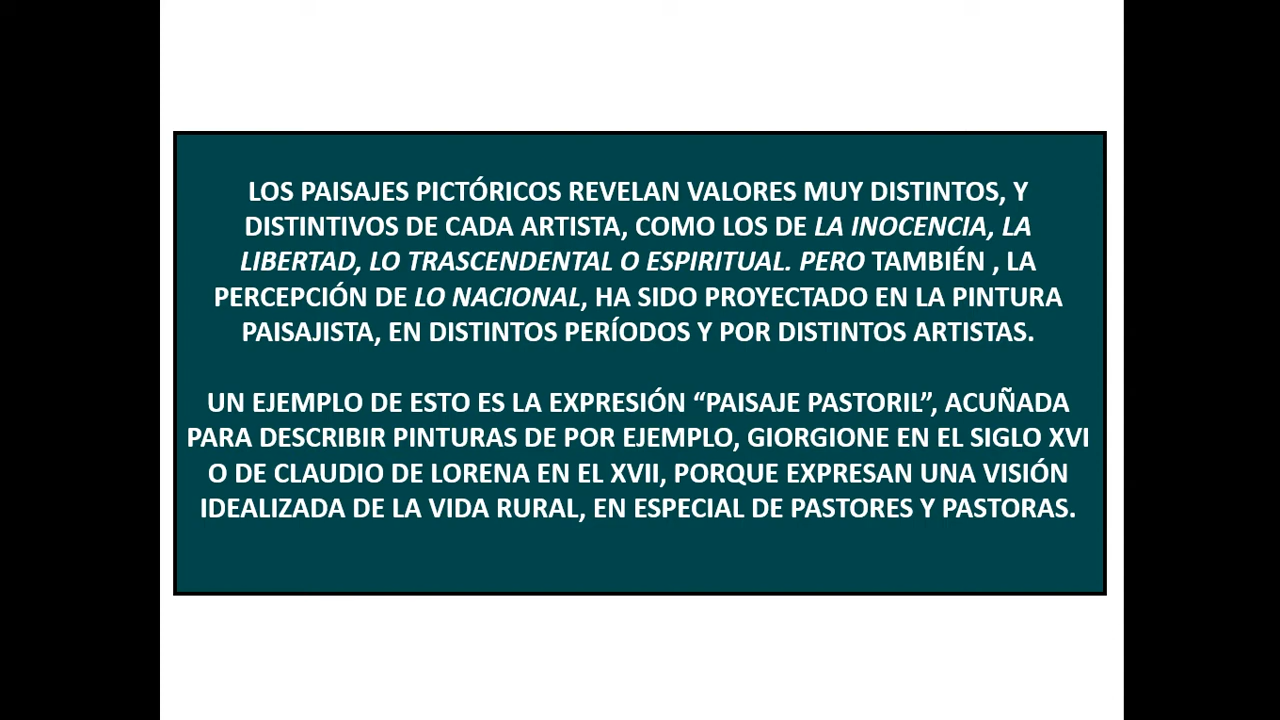 LOS PAISAJES PICTÓRICOS REVELAN VALORES MUY DISTINTOS, Y
DISTINTIVOS DE CADA ARTISTA, COMO LOS DE LA INOCENCIA, LA
LIBERTAD, LO TRASCENDENTAL O ESPIRITUAL. PERO TAMBIÉN , LA
PERCEPCIÓN DE LO NACIONAL, HA SIDO PROYECTADO EN LA PINTURA
PAISAJISTA, EN DISTINTOS PERÍODOS Y POR DISTINTOS ARTISTAS.
UN EJEMPLO DE ESTO ES LA EXPRESIÓN “PAISAJE PASTORIL”, ACUÑADA
PARA DESCRIBIR PINTURAS DE POR EJEMPLO, GIORGIONE EN EL SIGLO XVI
O DE CLAUDIO DE LORENA EN EL XVII, PORQUE EXPRESAN UNA VISIÓN
IDEALIZADA DE LA VIDA RURAL, EN ESPECIAL DE PASTORES Y PASTORAS.